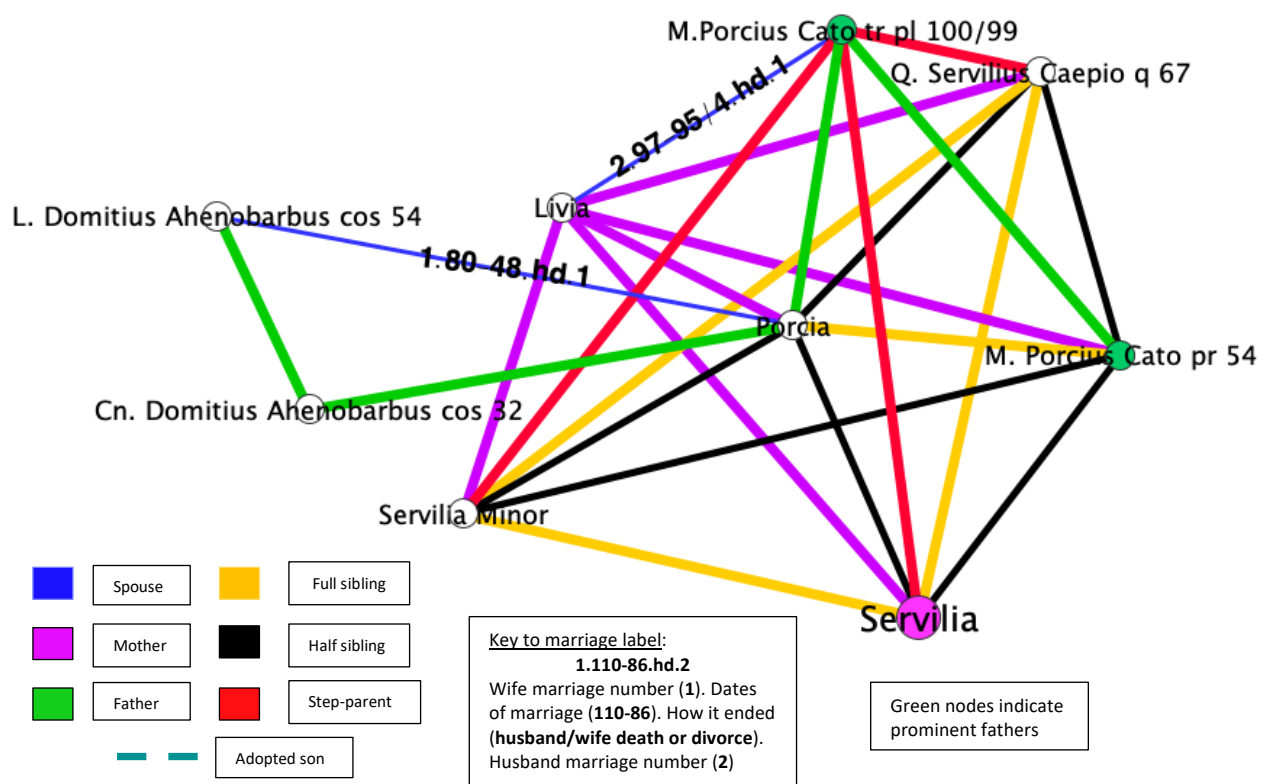 M.Porcius Cato tr pl 100/99
Q. Servilius Caepio q 67
2.97-95/4.hd.1
Livia
L. Domitius Ahenobarbus cos 54
1.80-48.hd.1
Porcia
M. Porcius Cato pr 54
Cn. Domitius Ahenobarbus cos 32
Servilia Minor
Servilia
Spouse
Full sibling
Mother
Half sibling
Father
Step-parent
Adopted son
Key to marriage label:
1.110-86.hd.2
Wife marriage number (1). Dates
of marriage (110-86). How it ended
(husband/wife death or divorce).
Husband marriage number (2)
Green nodes indicate
prominent fathers